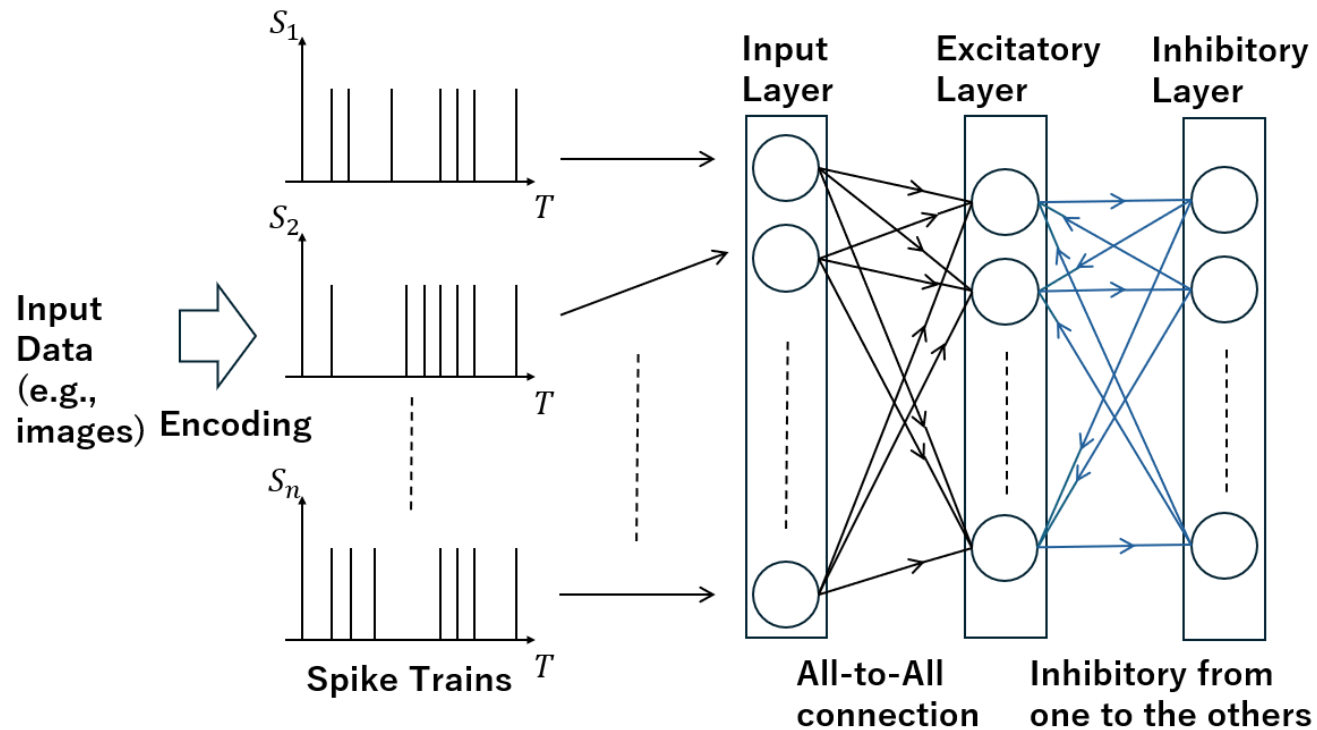 S₁
T
S₂
T
Sₙ
T
Input
Data
(e.g.,
images)
Encoding
Spike Trains
Input
Layer
Excitatory
Layer
Inhibitory
Layer
All-to-All
connection
Inhibitory from
one to the others